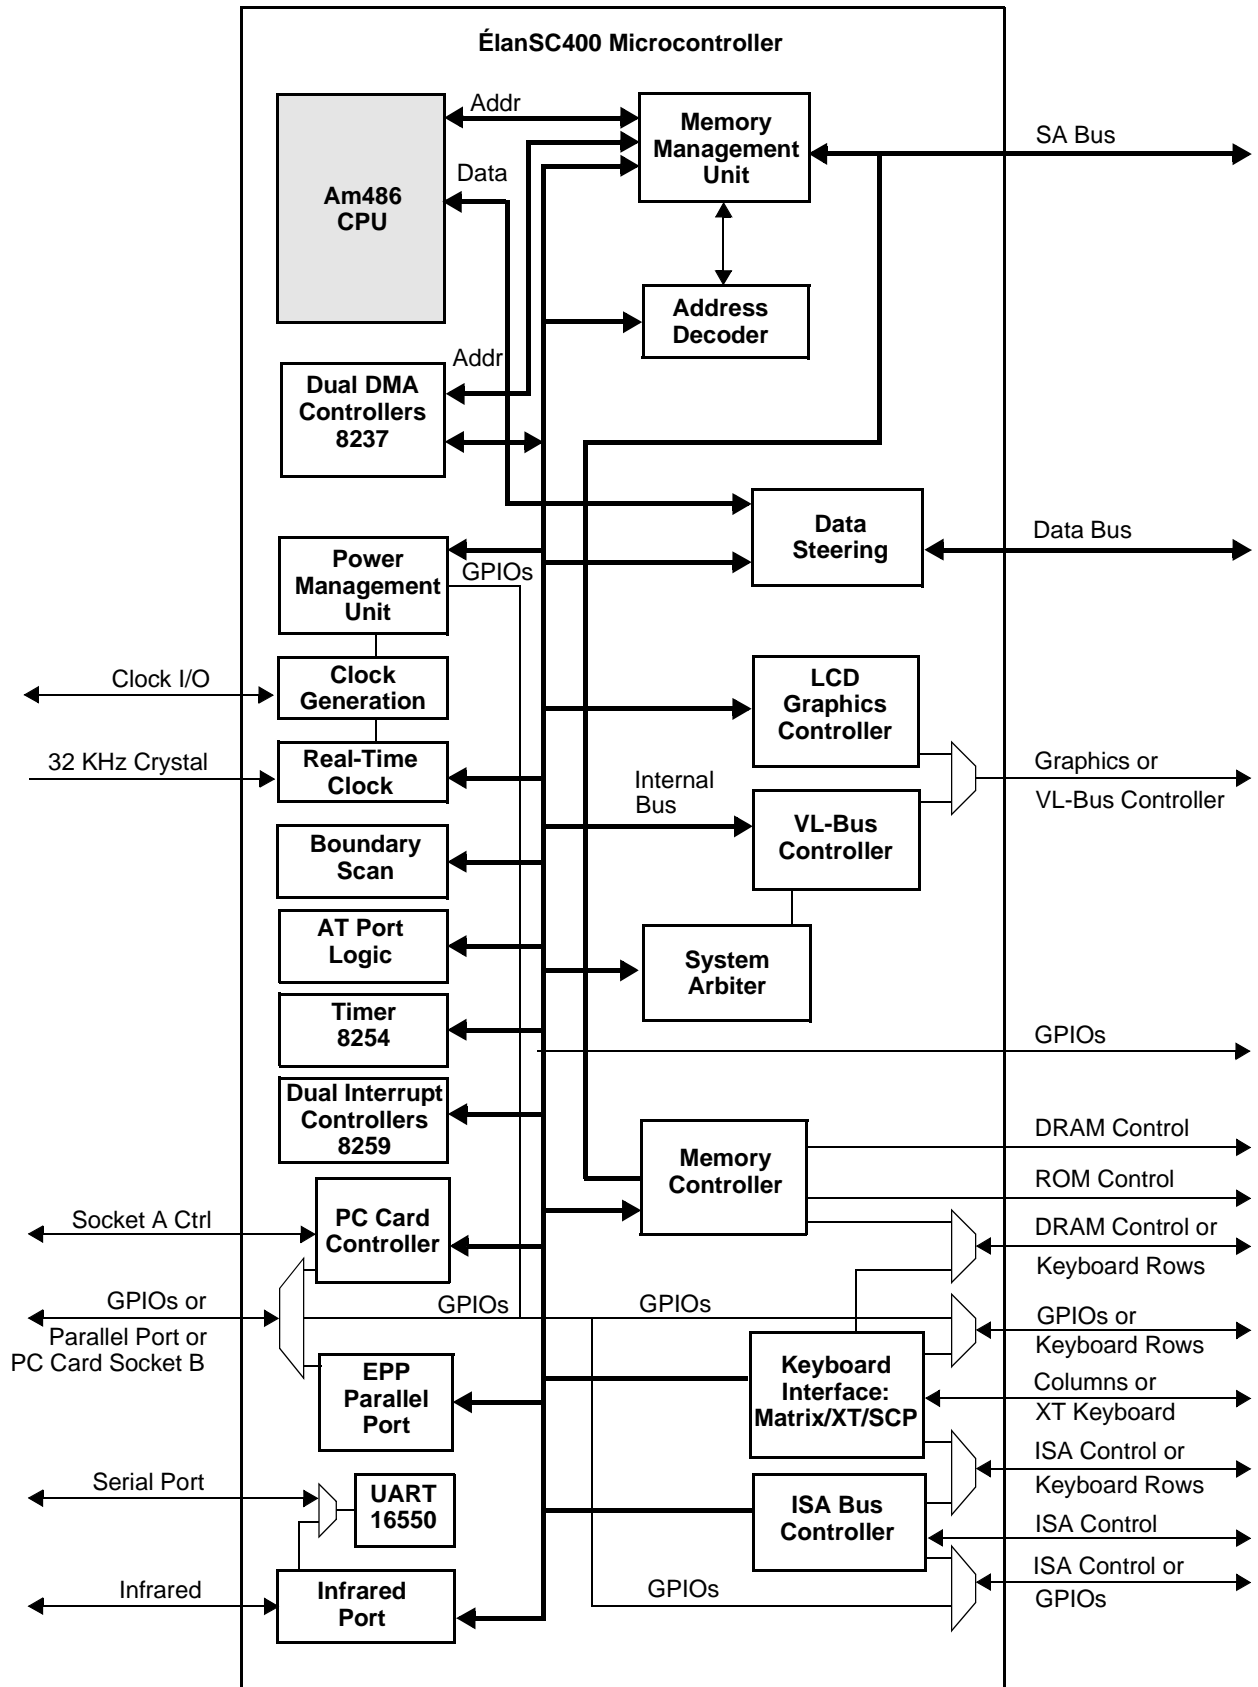 ÉlanSC400 Microcontroller
Addr
Memory
Management
Unit
SA Bus
Data
Am486
CPU
Address
Decoder
Addr
Dual DMA
Controllers
8237
Data
Steering
Data Bus
Power
Management
Unit
GPIOs
Clock I/O
Clock
Generation
LCD
Graphics
Controller
32 KHz Crystal
Real-Time
Clock
Internal
Bus
Graphics or
VL-Bus Controller
VL-Bus
Controller
Boundary
Scan
AT Port
Logic
System
Arbiter
Timer
8254
GPIOs
Dual Interrupt
Controllers
8259
Memory
Controller
DRAM Control
ROM Control
Socket A Ctrl
PC Card
Controller
DRAM Control or
Keyboard Rows
GPIOs or
Parallel Port or
PC Card Socket B
GPIOs
GPIOs
GPIOs or
Keyboard Rows
EPP
Parallel
Port
Keyboard
Interface:
Matrix/XT/SCP
Columns or
XT Keyboard
ISA Control or
Keyboard Rows
Serial Port
UART
16550
ISA Bus
Controller
ISA Control
Infrared
Infrared
Port
GPIOs
ISA Control or
GPIOs